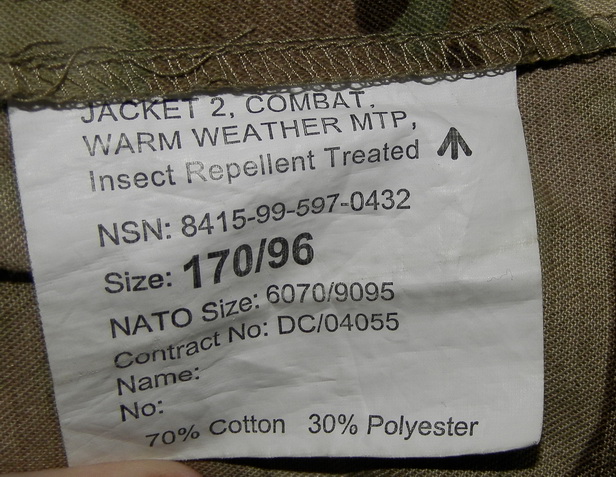 JACKET 2, COMBAT.
WARM WEATHER MTP,
Insect Repellent Treated
NSN: 8415-99-597-0432
Size: 170/96
NATO Size: 6070/9095
Contract No: DC/04055
Name:
No:
70% Cotton 30% Polyester